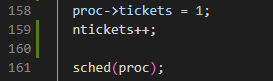 158 proc->tickets = 1;
159 ntickets++;
160
161 sched(proc);